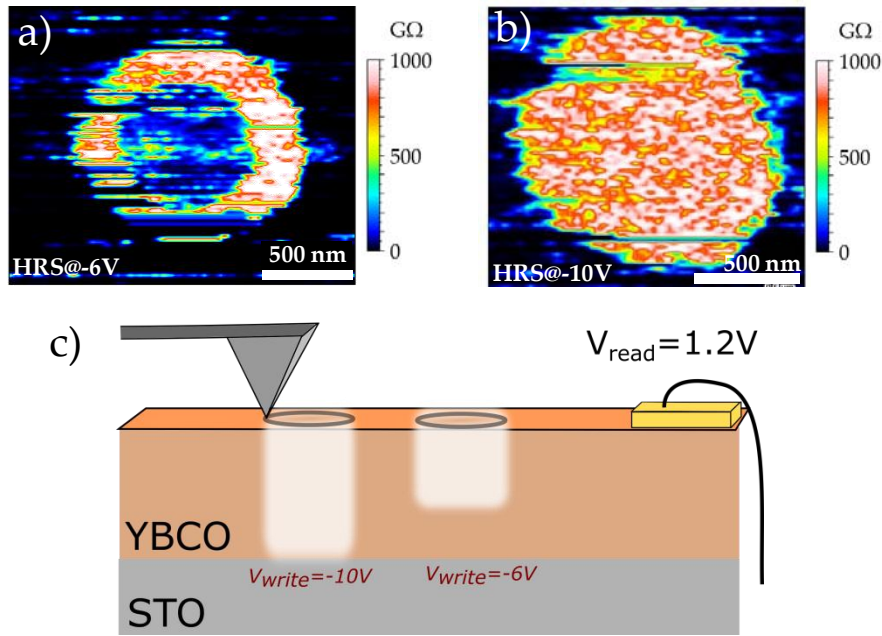 a)
GΩ
1000
500
0
HRS@-6V
500 nm
b)
GΩ
1000
500
0
HRS@-10V
500 nm
c)
Vread=1.2V
YBCO
Vwrite=-10V
Vwrite=-6V
STO